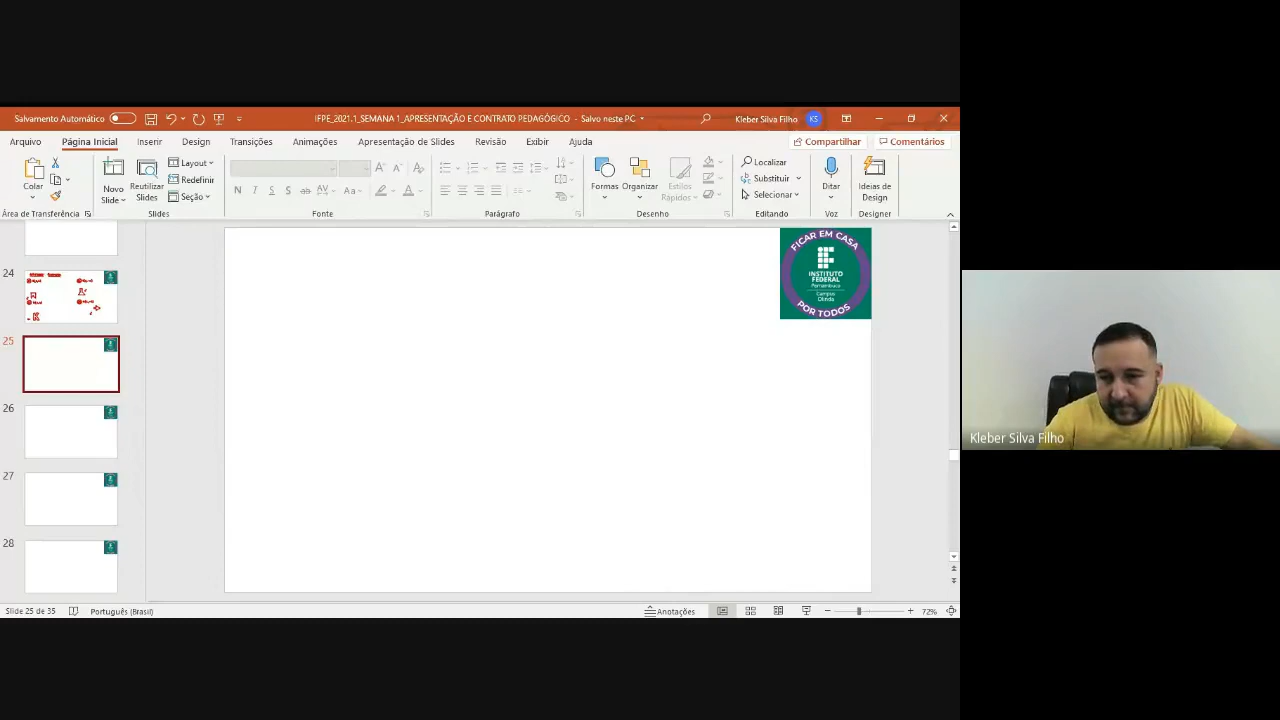 Salvamento Automático
IFPE_2021.1_SEMANA 1_APRESENTAÇÃO E CONTRATO PEDAGÓGICO - Salvo neste PC
Kleber Silva Filho
KS
Arquivo
Página Inicial
Inserir
Design
Transições
Animações
Apresentação de Slides
Revisão
Exibir
Ajuda
Compartilhar
Comentários
Colar
Novo
Slide
Reutilizar
Slides
Layout
Redefinir
Seção
N I S S ab AV Aa A
Formas
Organizar
Estilos
Rápidos
Localizar
Substituir
Selecionar
Ditar
Ideias de
Design
Área de Transferência
Slides
Fonte
Parágrafo
Desenho
Editando
Voz
Designer
24
25
26
27
28
FICAR EM CASA
INSTITUTO
FEDERAL
Pernambuco
Campus
Olinda
POR TODOS
Kleber Silva Filho
Slide 25 de 35
Português (Brasil)
Anotações
72%